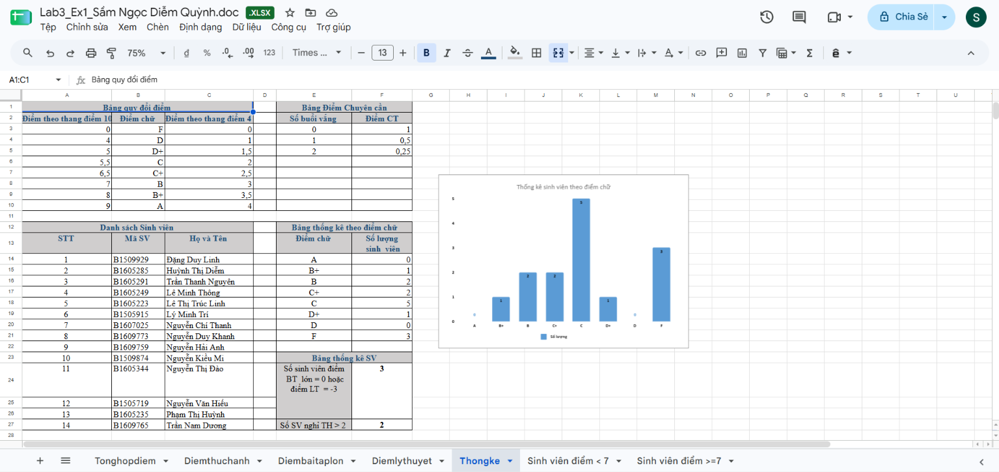 Lab3_Ex1_Sầm Ngọc Diễm Quỳnh.doc .XLSX
Tệp Chỉnh sửa Xem Chèn Định dạng Dữ liệu Công cụ Trợ giúp
Chia Sẻ
S
75% đ % .0 .00 123 Times ... 13 B I S A Σ ê
A1:C1 fx Bảng quy đổi điểm
A B C D E F G H I J K L M N O P Q R S T U
1 Bảng quy đổi điểm Bảng Điểm Chuyên cần
2 Điểm theo thang điểm 10 Điểm chữ Điểm theo thang điểm 4 Số buổi vắng Điểm CT
3 0 F 0 0 1
4 4 D 1 1 0,5
5 5 D+ 1,5 2 0,25
6 5,5 C 2
7 6,5 C+ 2,5
8 7 B 3
9 8 B+ 3,5
10 9 A 4
11
12 Danh sách Sinh viên Bảng thống kê theo điểm chữ
13 STT Mã SV Họ và Tên Điểm chữ Số lượng
sinh viên
14 1 B1509929 Đặng Duy Linh A 0
15 2 B1605285 Huỳnh Thị Diễm B+ 1
16 3 B1605291 Trần Thanh Nguyên B 2
17 4 B1605249 Lê Minh Thông C+ 2
18 5 B1605223 Lê Thị Trúc Linh C 5
19 6 B1505915 Lý Minh Trí D+ 1
20 7 B1607025 Nguyễn Chí Thanh D 0
21 8 B1609773 Nguyễn Duy Khanh F 3
22 9 B1609759 Nguyễn Hải Anh
23 10 B1509874 Nguyễn Kiều Mi Bảng thống kê SV
24 11 B1605344 Nguyễn Thị Đào Số sinh viên điểm 3
BT lớn = 0 hoặc
điểm LT = -3
25 12 B1505719 Nguyễn Văn Hiếu
26 13 B1605235 Phạm Thị Huỳnh
27 14 B1609765 Trần Nam Dương Số SV nghỉ TH > 2 2
28
Thống kê sinh viên theo điểm chữ
5
4
3
2
1
0
0 1 2 2 5 1 0 3
A B+ B C+ C D+ D F
Số lượng
+ Tonghopdiem Diemthuchanh Diembaitaplon Diemlythuyet Thongke Sinh viên điểm < 7 Sinh viên điểm >=7